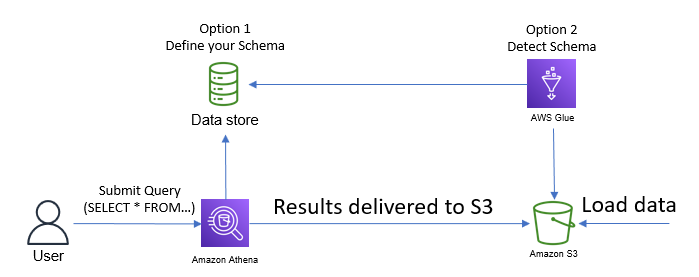 Option 1
Define your Schema
Option 2
Detect Schema
Data store
AWS Glue
Submit Query
(SELECT * FROM...)
Results delivered to S3
Load data
User
Amazon Athena
Amazon S3